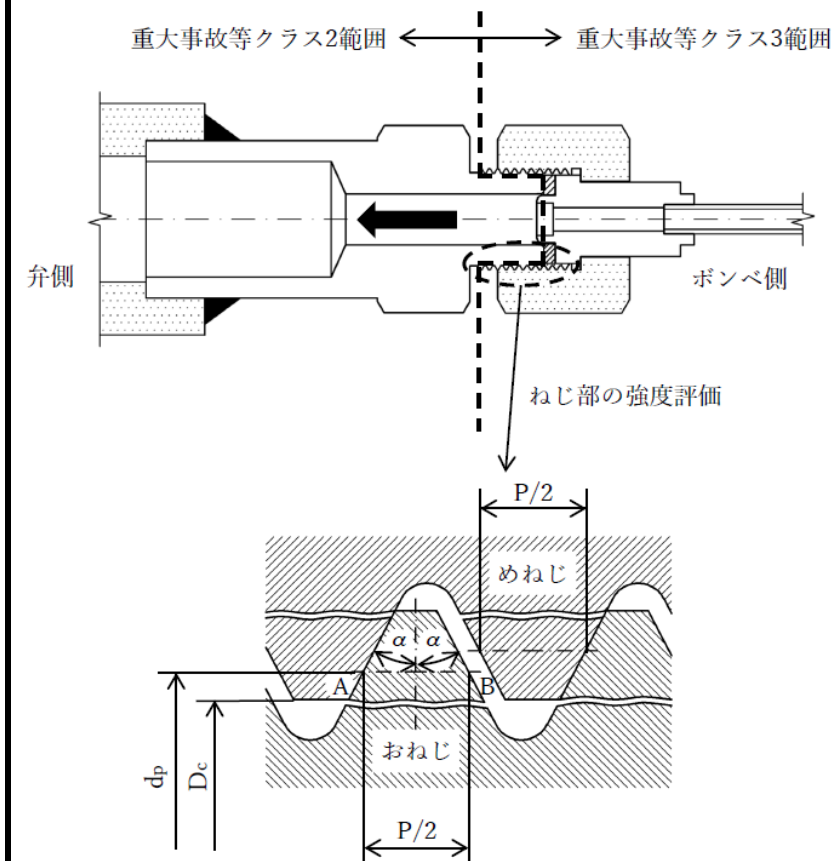 重大事故等クラス2範囲
重大事故等クラス3範囲
弁側
ボンベ側
ねじ部の強度評価
P/2
めねじ
α
α
A
B
おねじ
dp
Dc
P/2